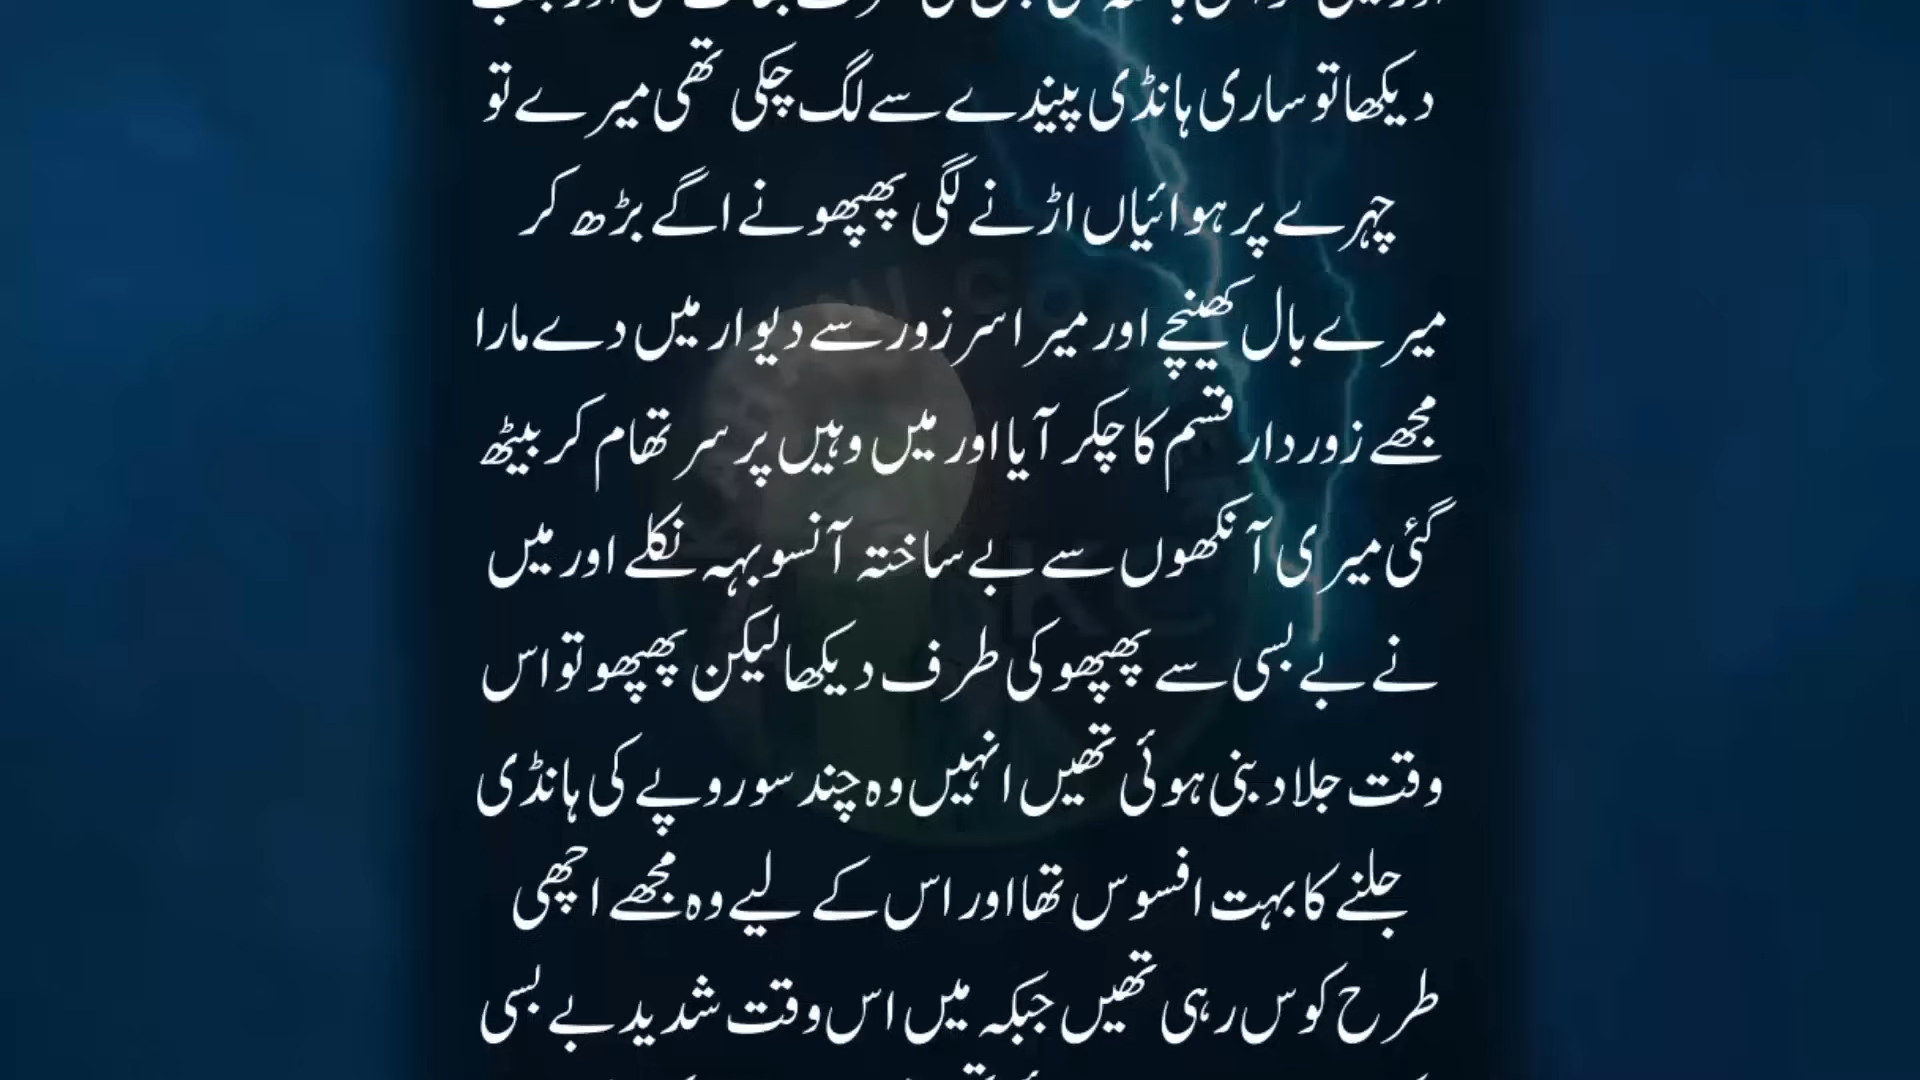 دیکھا تو ساری ہانڈی پیندے سے لگ چکی تھی میرے تو
چہرے پر ہوائیاں اڑنے لگی پھپھو نے اگے بڑھ کر
میرے بال کھینچے اور میرا سر زور سے دیوار میں دے مارا
مجھے زور دار قسم کا چکر آیا اور میں وہیں پر سر تھام کر بیٹھ
گئی میری آنکھوں سے بے ساختہ آنسو بہہ نکلے اور میں
نے بے بسی سے پھپھو کی طرف دیکھا لیکن پھپھو تو اس
وقت جلاد بنی ہوئی تھیں انہیں وہ چند سو روپے کی ہانڈی
جلنے کا بہت افسوس تھا اور اس کے لیے وہ مجھے اچھی
طرح کوس رہی تھیں جبکہ میں اس وقت شدید بے بسی